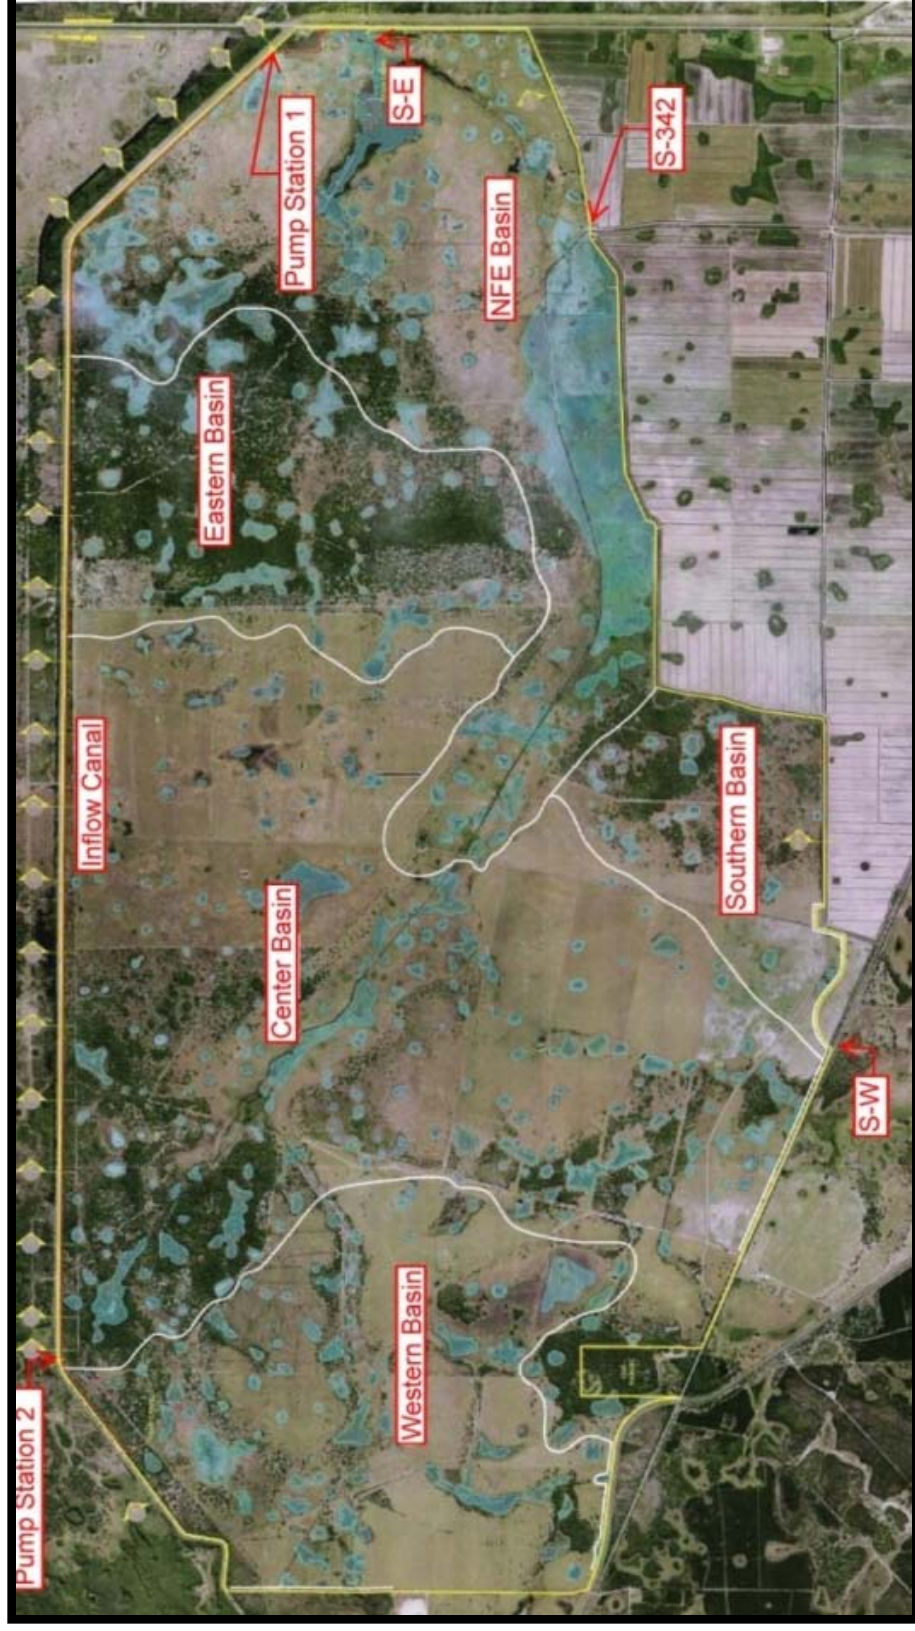 Pump Station 2
Western Basin
S-W
Center Basin
Inflow Canal
Southern Basin
Eastern Basin
NFE Basin
Pump Station 1
S-E
S-342